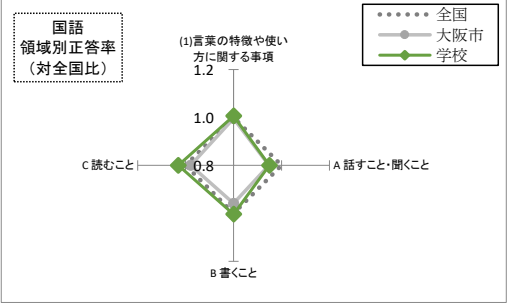 国語
領域別正答率
（対全国比）
全国
大阪市
学校
(1)言葉の特徴や使い
方に関する事項
1.2
1.0
0.8
C 読むこと
A 話すこと・聞くこと
B 書くこと